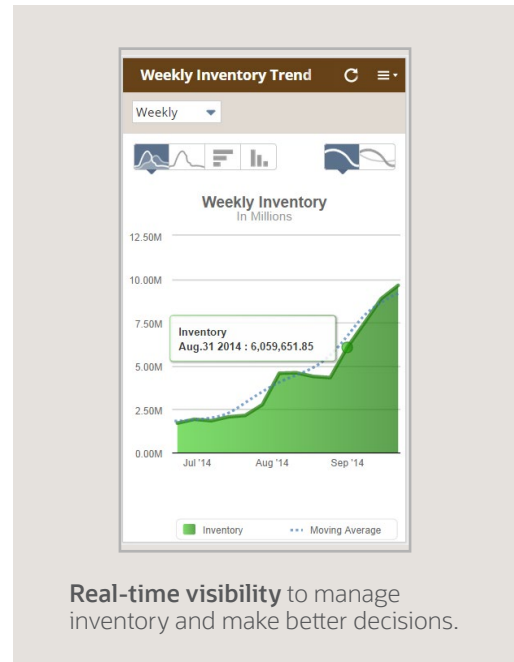 Weekly Inventory Trend
Weekly
Weekly Inventory
In Millions
12.50M
10.00M
7.50M
Inventory
Aug.31 2014 : 6,059,651.85
5.00M
2.50M
0.00M
Jul '14 Aug '14 Sep '14
Inventory Moving Average
Real-time visibility to manage
inventory and make better decisions.